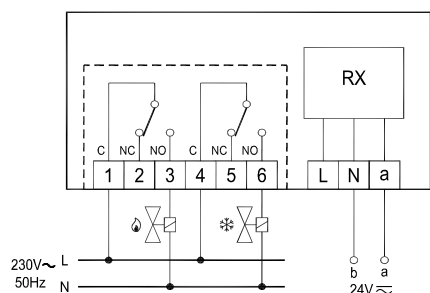 RX
C NC NO C NC NO
1 2 3 4 5 6 L N a
230V~ L
50Hz N
b a
24V ⎓